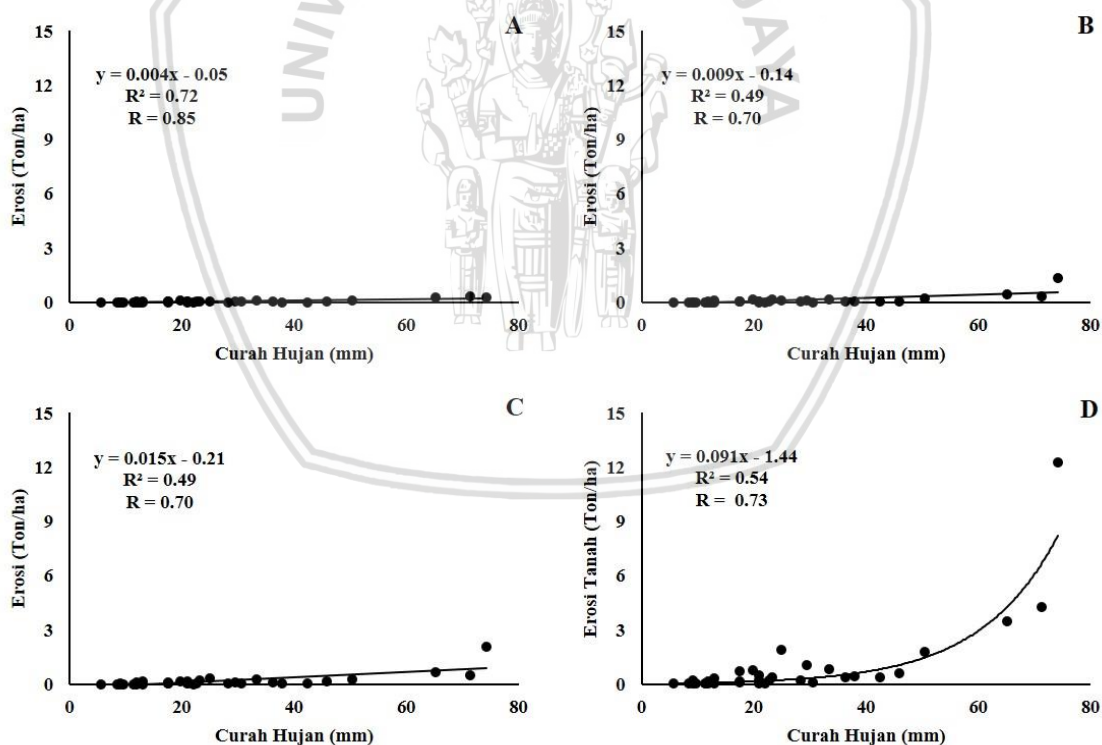 A
15
12
9
6
3
0
y = 0.004x - 0.05
R² = 0.72
R = 0.85
Erosi (Ton/ha)
0 20 40 60 80
Curah Hujan (mm)
B
15
12
9
6
3
0
y = 0.009x - 0.14
R² = 0.49
R = 0.70
Erosi (Ton/ha)
0 20 40 60 80
Curah Hujan (mm)
C
15
12
9
6
3
0
y = 0.015x - 0.21
R² = 0.49
R = 0.70
Erosi (Ton/ha)
0 20 40 60 80
Curah Hujan (mm)
D
15
12
9
6
3
0
y = 0.091x - 1.44
R² = 0.54
R = 0.73
Erosi Tanah (Ton/ha)
0 20 40 60 80
Curah Hujan (mm)